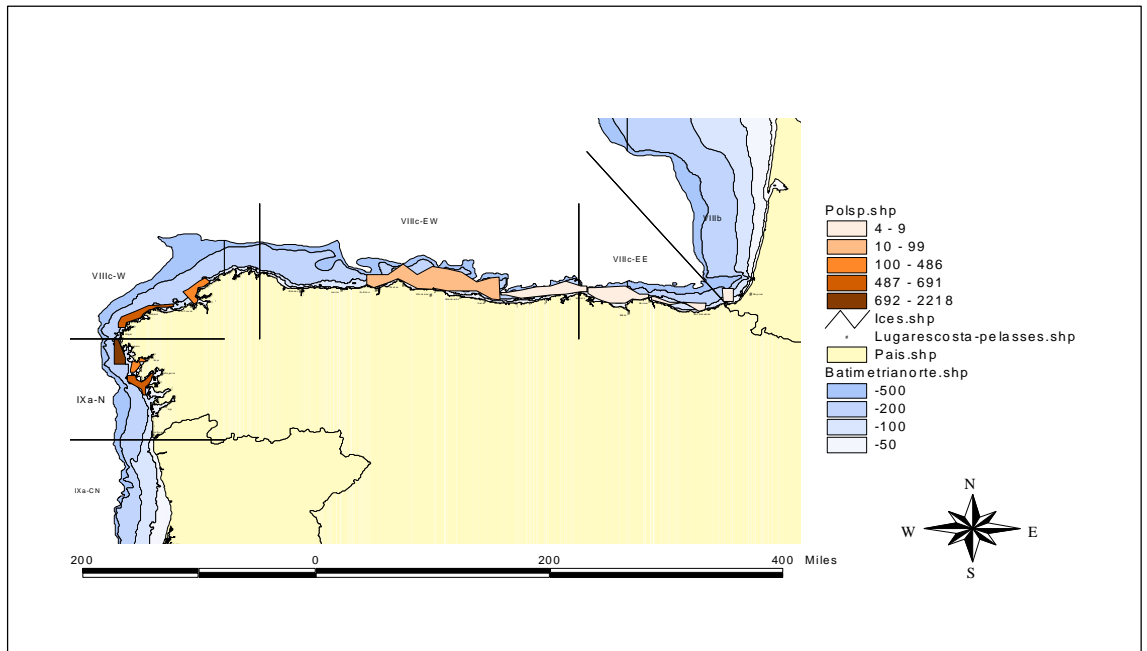 VIIIc-EW
VIIIb
VIIIc-EE
VIIIc-W
IXa-N
IXa-CN
Polsp.shp
4 - 9
10 - 99
100 - 486
487 - 691
692 - 2218
Ices.shp
Lugarescosta-pelasses.shp
Pais.shp
Batimetrianorte.shp
-500
-200
-100
-50
N
W
E
S
200
0
200
400
Miles